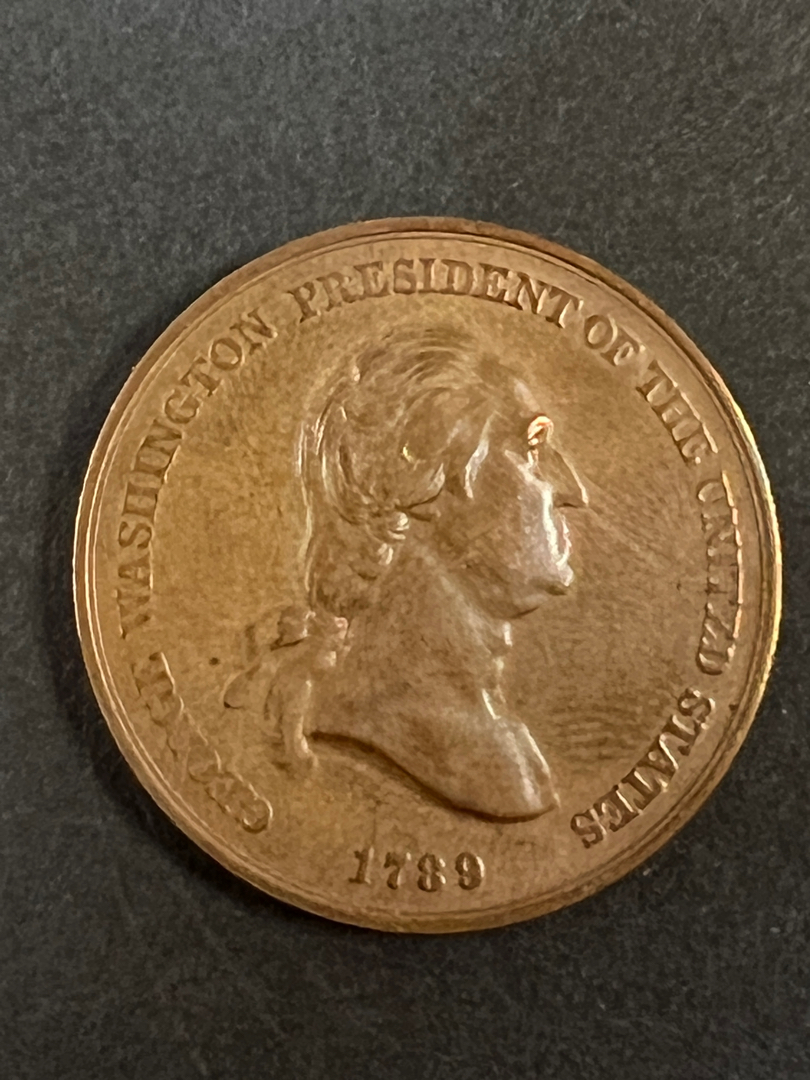 GEORGE WASHINGTON PRESIDENT OF THE UNITED STATES
1789